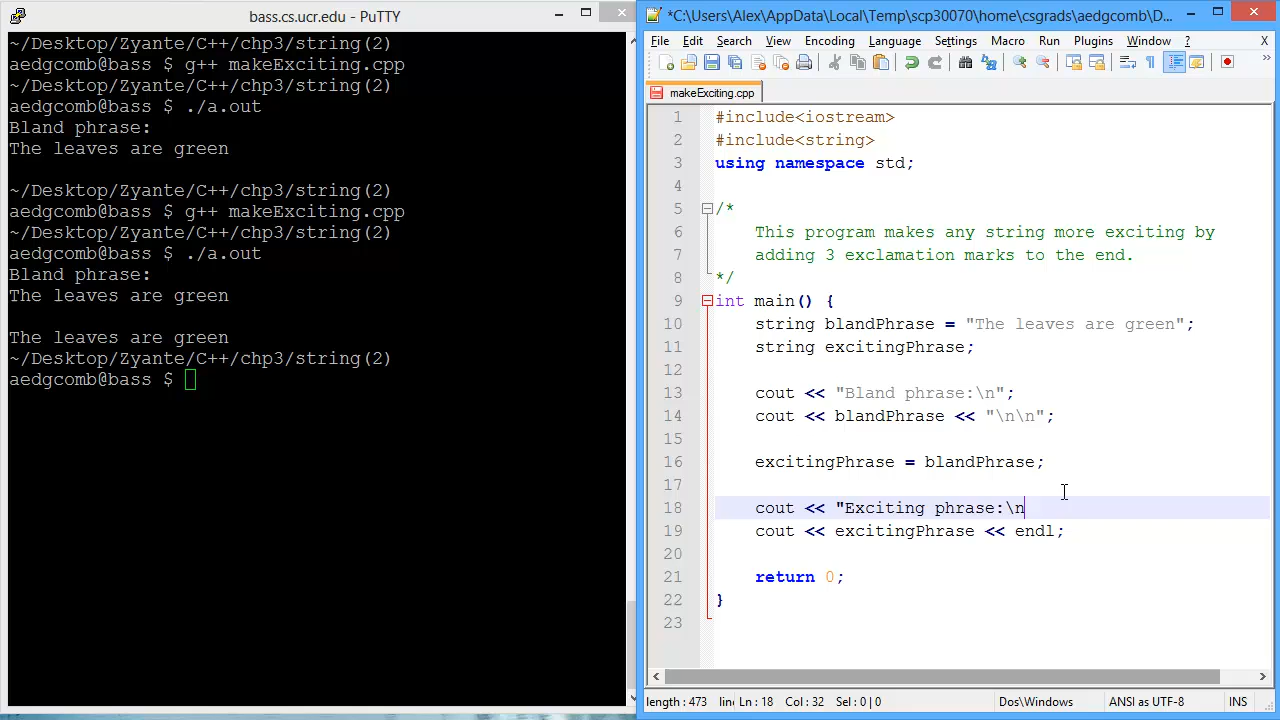 bass.cs.ucr.edu - PuTTY
~/Desktop/Zyante/C++/chp3/string(2)
aedgcomb@bass $ g++ makeExciting.cpp
~/Desktop/Zyante/C++/chp3/string(2)
aedgcomb@bass $ ./a.out
Bland phrase:
The leaves are green
~/Desktop/Zyante/C++/chp3/string(2)
aedgcomb@bass $ g++ makeExciting.cpp
~/Desktop/Zyante/C++/chp3/string(2)
aedgcomb@bass $ ./a.out
Bland phrase:
The leaves are green
The leaves are green
~/Desktop/Zyante/C++/chp3/string(2)
aedgcomb@bass $
*C:\Users\Alex\AppData\Local\Temp\scp30070\home\csgrads\aedgcomb\D...
File Edit Search View Encoding Language Settings Macro Run Plugins Window ? X
makeExciting.cpp
1 #include<iostream>
2 #include<string>
3 using namespace std;
4
5 /*
6 This program makes any string more exciting by
7 adding 3 exclamation marks to the end.
8 */
9 int main() {
10 string blandPhrase = "The leaves are green";
11 string excitingPhrase;
12
13 cout << "Bland phrase:\n";
14 cout << blandPhrase << "\n\n";
15
16 excitingPhrase = blandPhrase;
17
18 cout << "Exciting phrase:\n
19 cout << excitingPhrase << endl;
20
21 return 0;
22 }
23
length : 473 line Ln : 18 Col : 32 Sel : 0 | 0 Dos\Windows ANSI as UTF-8 INS